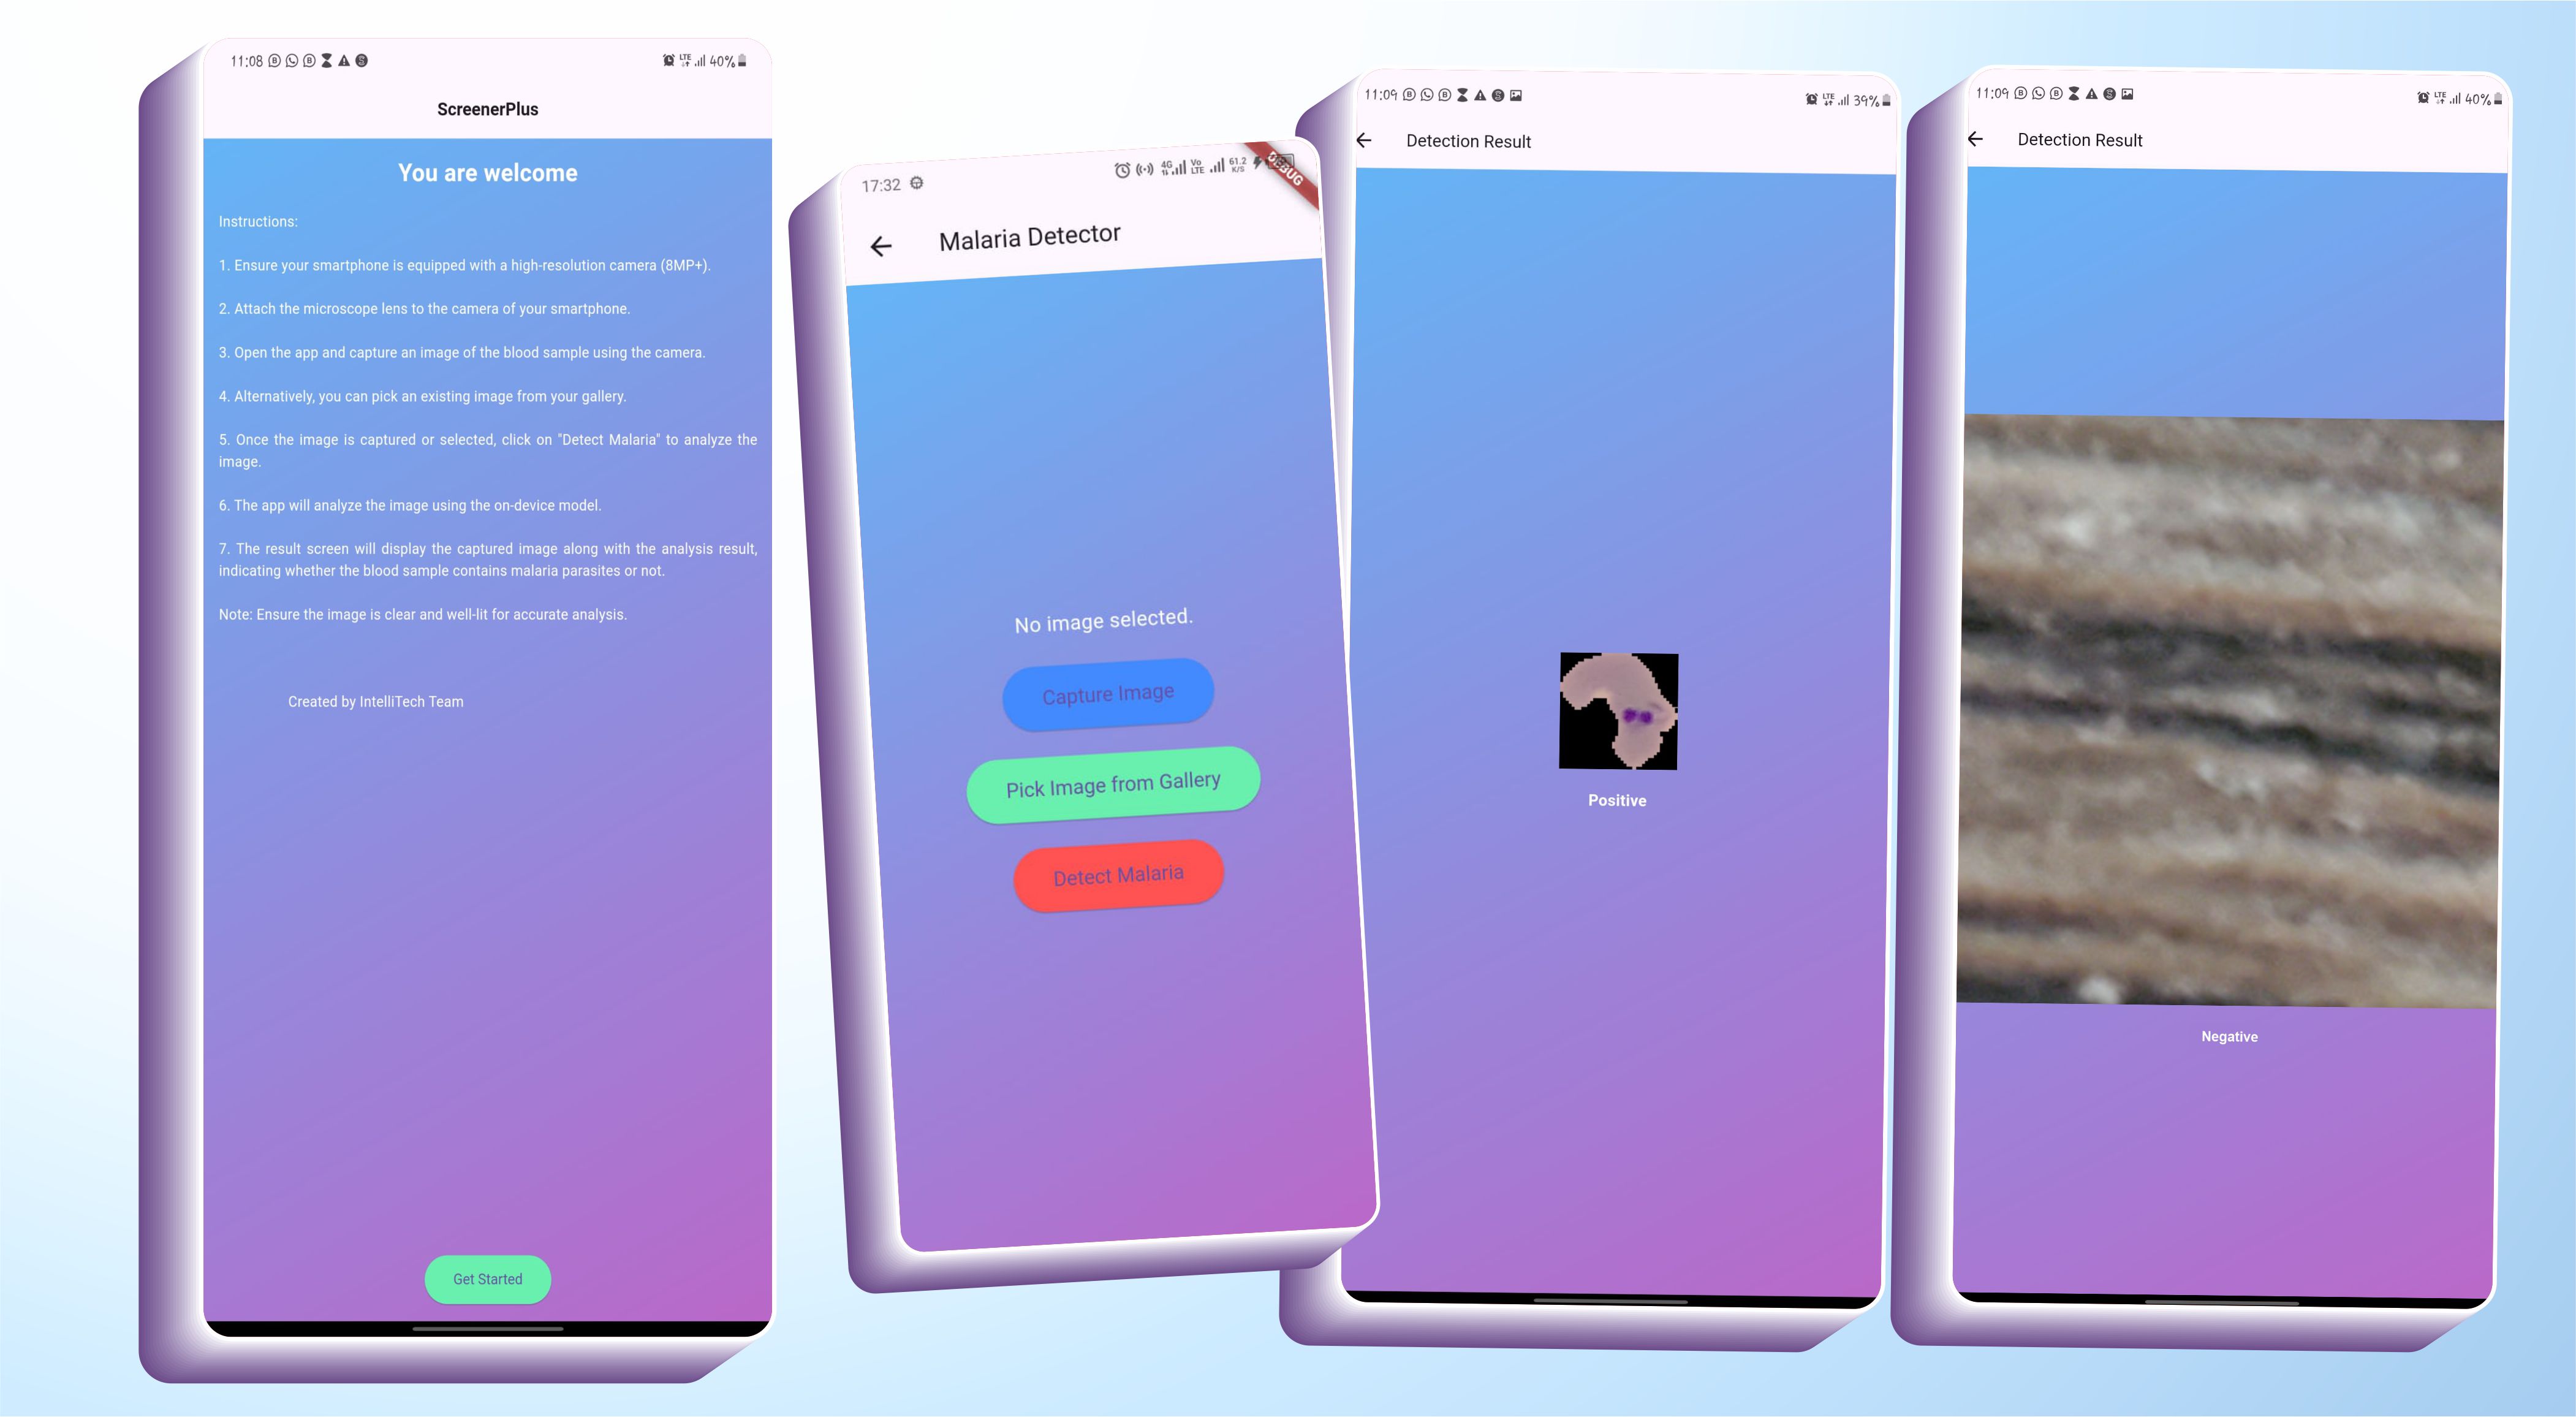 11:08
LTE
40%
ScreenerPlus
You are welcome
Instructions:
1. Ensure your smartphone is equipped with a high-resolution camera (8MP+).
2. Attach the microscope lens to the camera of your smartphone.
3. Open the app and capture an image of the blood sample using the camera.
4. Alternatively, you can pick an existing image from your gallery.
5. Once the image is captured or selected, click on "Detect Malaria" to analyze the
image.
6. The app will analyze the image using the on-device model.
7. The result screen will display the captured image along with the analysis result,
indicating whether the blood sample contains malaria parasites or not.
Note: Ensure the image is clear and well-lit for accurate analysis.
Created by IntelliTech Team
Get Started
17:32
4G
Vo
LTE
61.2
K/S
DEBUG
Malaria Detector
No image selected.
Capture Image
Pick Image from Gallery
Detect Malaria
11:09
LTE
39%
Detection Result
Positive
11:09
LTE
40%
Detection Result
Negative